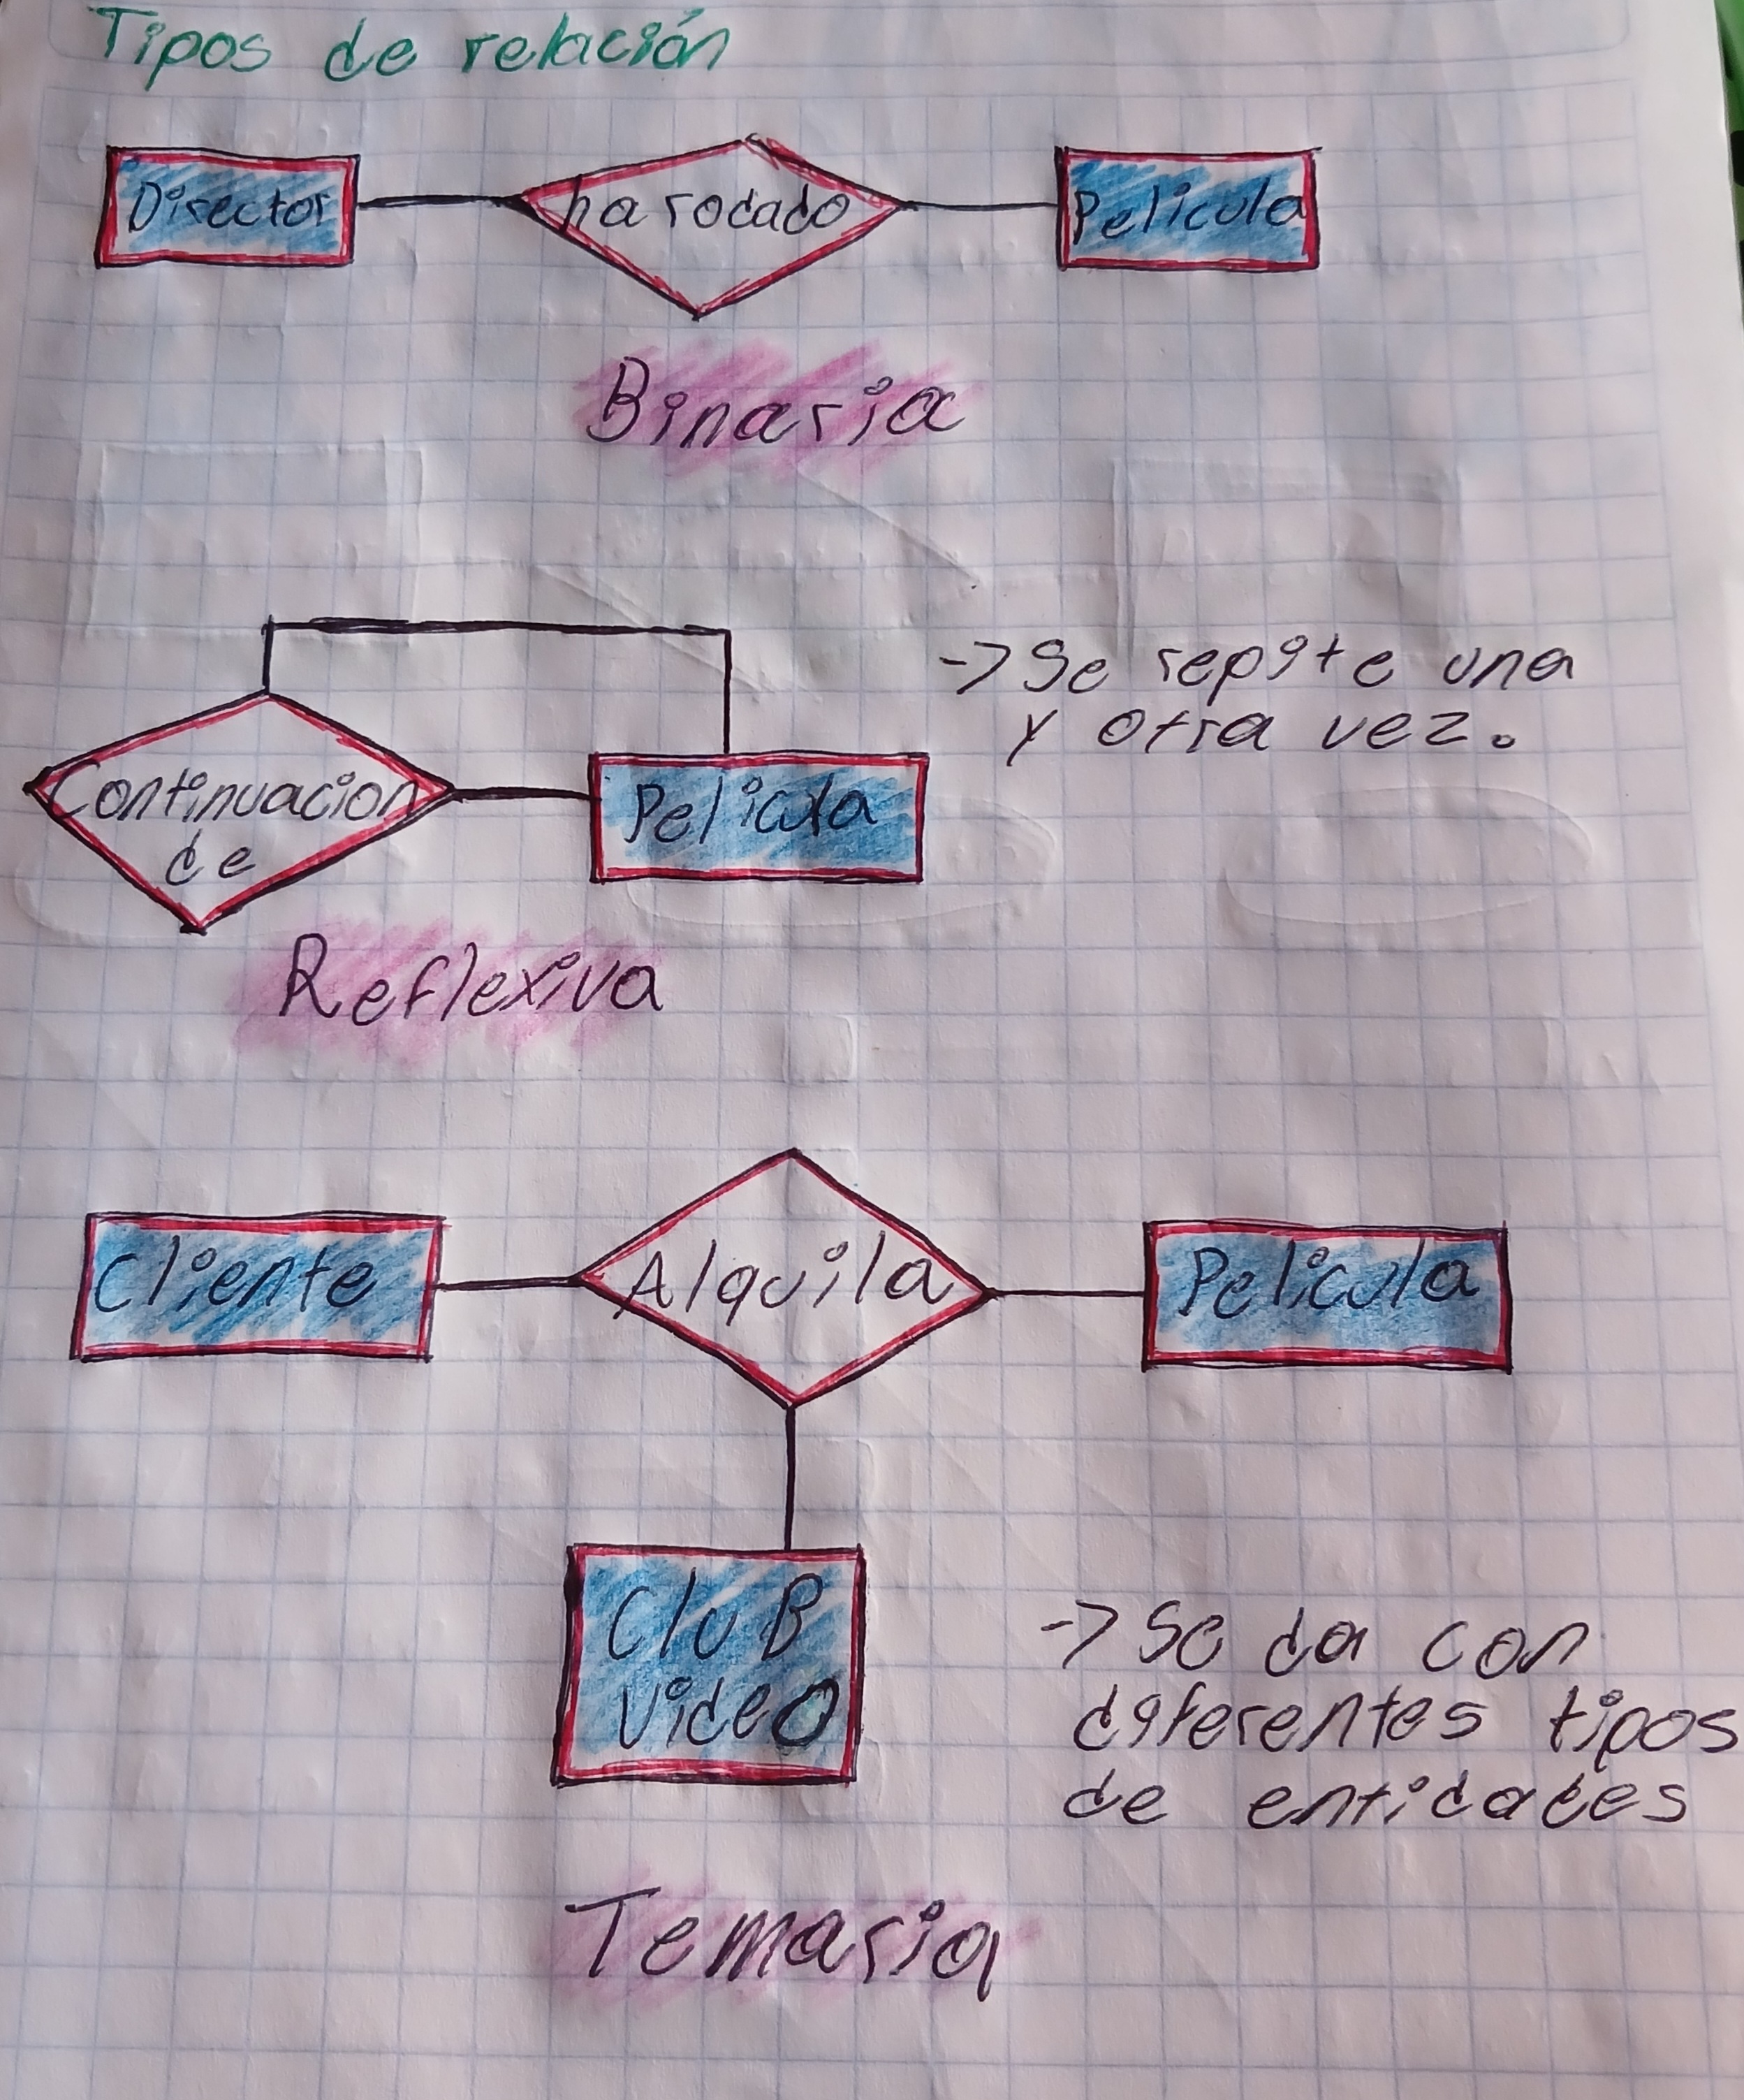 Tipos de relación
Director
ha rodado
Pelicula
Binaria
-> Se repite una
y otra vez.
Continuacion
de
Pelicula
Reflexiva
Cliente
Alquila
Pelicula
CluB
video
-> Se da con
diferentes tipos
de entidades
Temaria